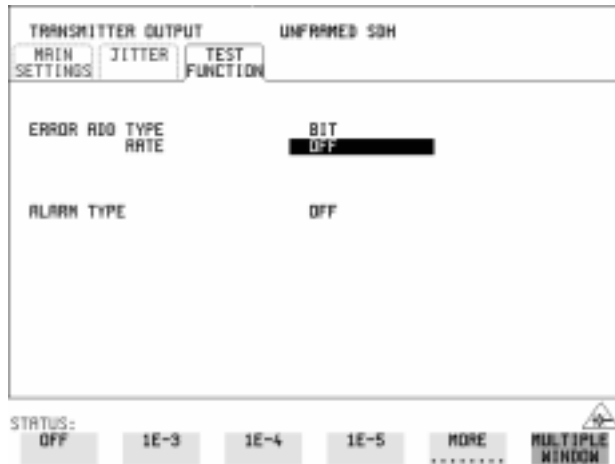 TRANSMITTER OUTPUT UNFRAMED SDH
MAIN SETTINGS JITTER TEST FUNCTION
ERROR ADD TYPE BIT
RATE OFF
ALARM TYPE OFF
STATUS:
OFF 1E-3 1E-4 1E-5 MORE ........ MULTIPLE WINDOW